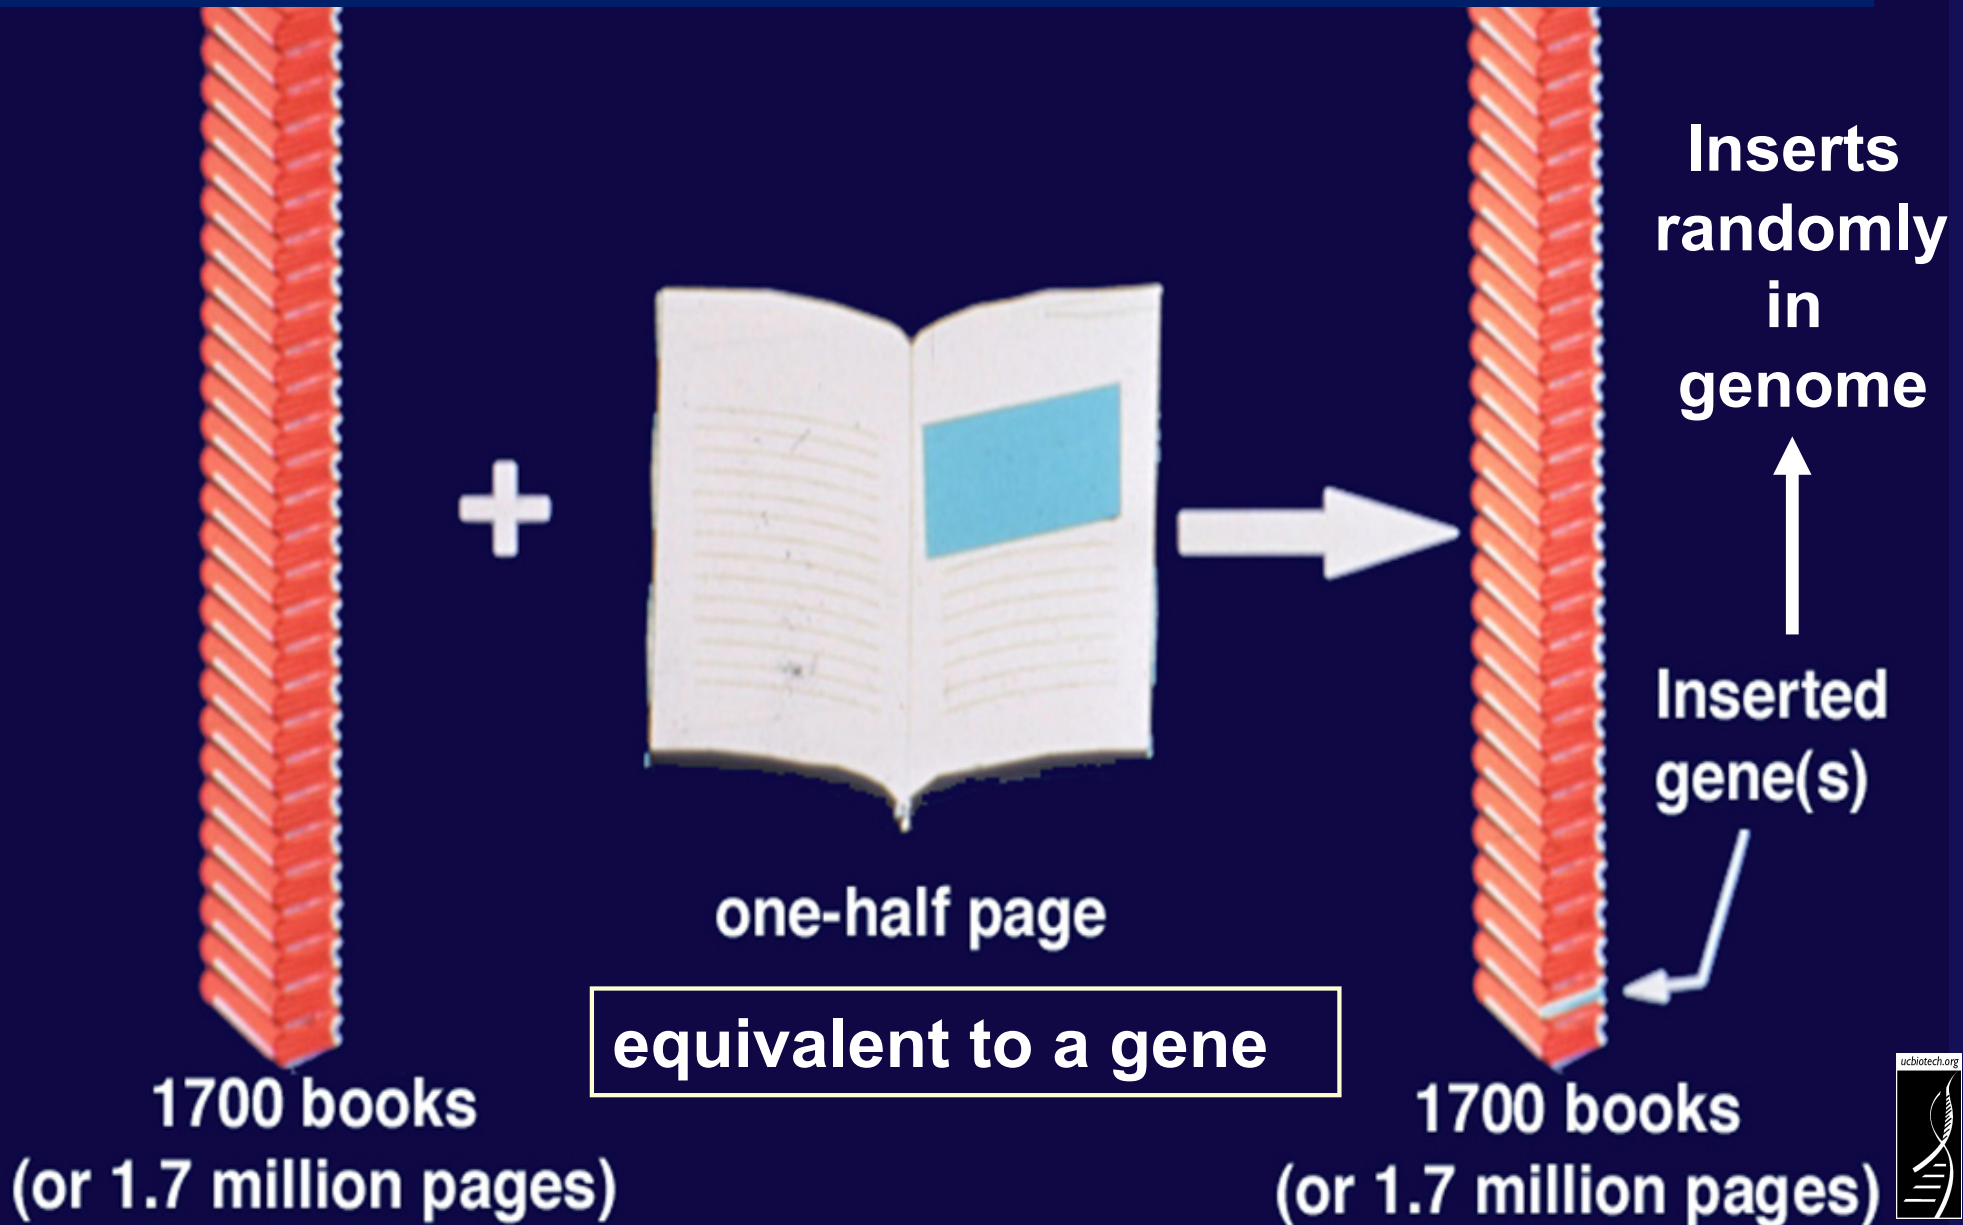 1700 books
(or 1.7 million pages)
one-half page
equivalent to a gene
Inserts
randomly
in
genome
Inserted
gene(s)
1700 books
(or 1.7 million pages)
ucbiotech.org